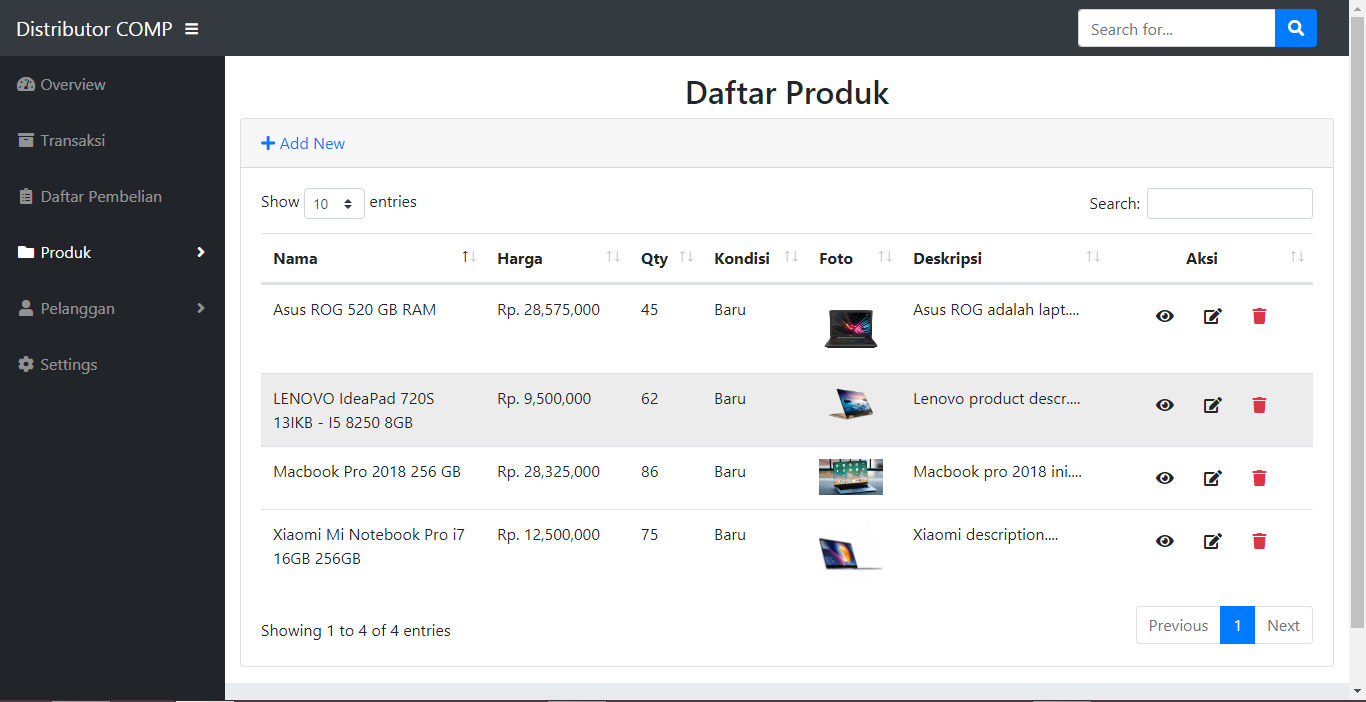 Distributor COMP
Search for...
Overview
Transaksi
Daftar Pembelian
Produk
Pelanggan
Settings
Daftar Produk
Add New
Show 10 entries
Search:
Nama Harga Qty Kondisi Foto Deskripsi Aksi
Asus ROG 520 GB RAM Rp. 28,575,000 45 Baru Asus ROG adalah lapt....
LENOVO IdeaPad 720S Rp. 9,500,000 62 Baru Lenovo product descr....
13IKB - I5 8250 8GB
Macbook Pro 2018 256 GB Rp. 28,325,000 86 Baru Macbook pro 2018 ini....
Xiaomi Mi Notebook Pro i7 Rp. 12,500,000 75 Baru Xiaomi description....
16GB 256GB
Showing 1 to 4 of 4 entries
Previous 1 Next